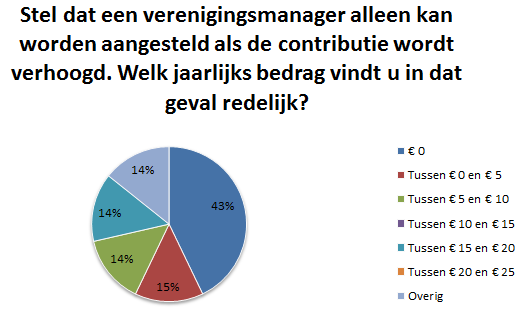 Stel dat een verenigingsmanager alleen kan
worden aangesteld als de contributie wordt
verhoogd. Welk jaarlijks bedrag vindt u in dat
geval redelijk?
14%
43%
14%
14%
15%
€ 0
Tussen € 0 en € 5
Tussen € 5 en € 10
Tussen € 10 en € 15
Tussen € 15 en € 20
Tussen € 20 en € 25
Overig